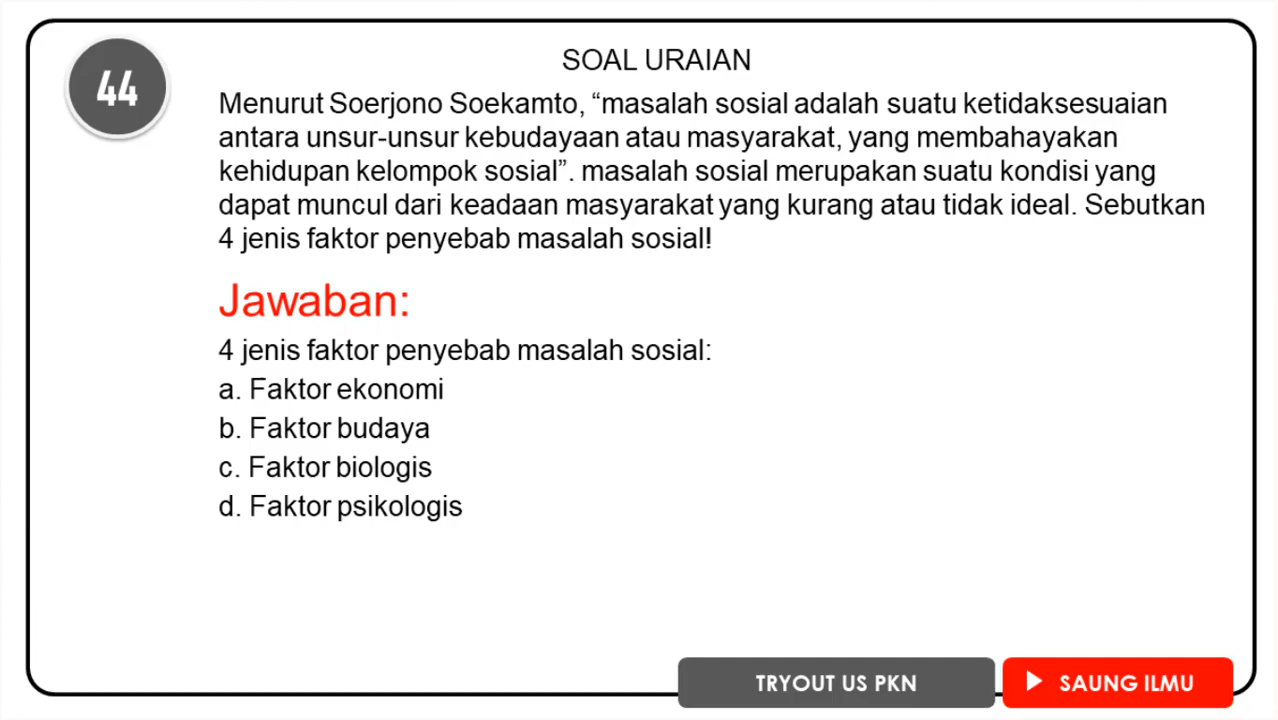 44
SOAL URAIAN
Menurut Soerjono Soekamto, “masalah sosial adalah suatu ketidaksesuaian
antara unsur-unsur kebudayaan atau masyarakat, yang membahayakan
kehidupan kelompok sosial”. masalah sosial merupakan suatu kondisi yang
dapat muncul dari keadaan masyarakat yang kurang atau tidak ideal. Sebutkan
4 jenis faktor penyebab masalah sosial!
Jawaban:
4 jenis faktor penyebab masalah sosial:
a. Faktor ekonomi
b. Faktor budaya
c. Faktor biologis
d. Faktor psikologis
TRYOUT US PKN
SAUNG ILMU